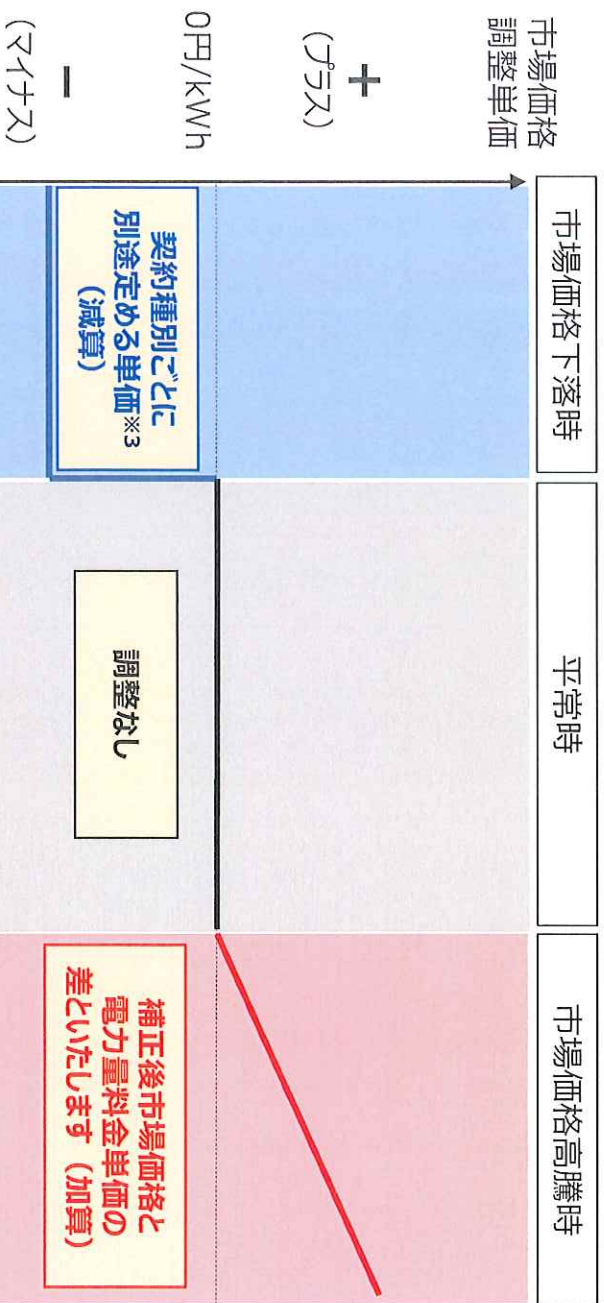 市場価格
調整単価
＋
(プラス)
0円/kWh
－
(マイナス)
市場価格下落時
平常時
市場価格高騰時
契約種別ごとに
別途定める単価※3
(減算)
調整なし
補正後市場価格と
電力量料金単価の
差といたします（加算）